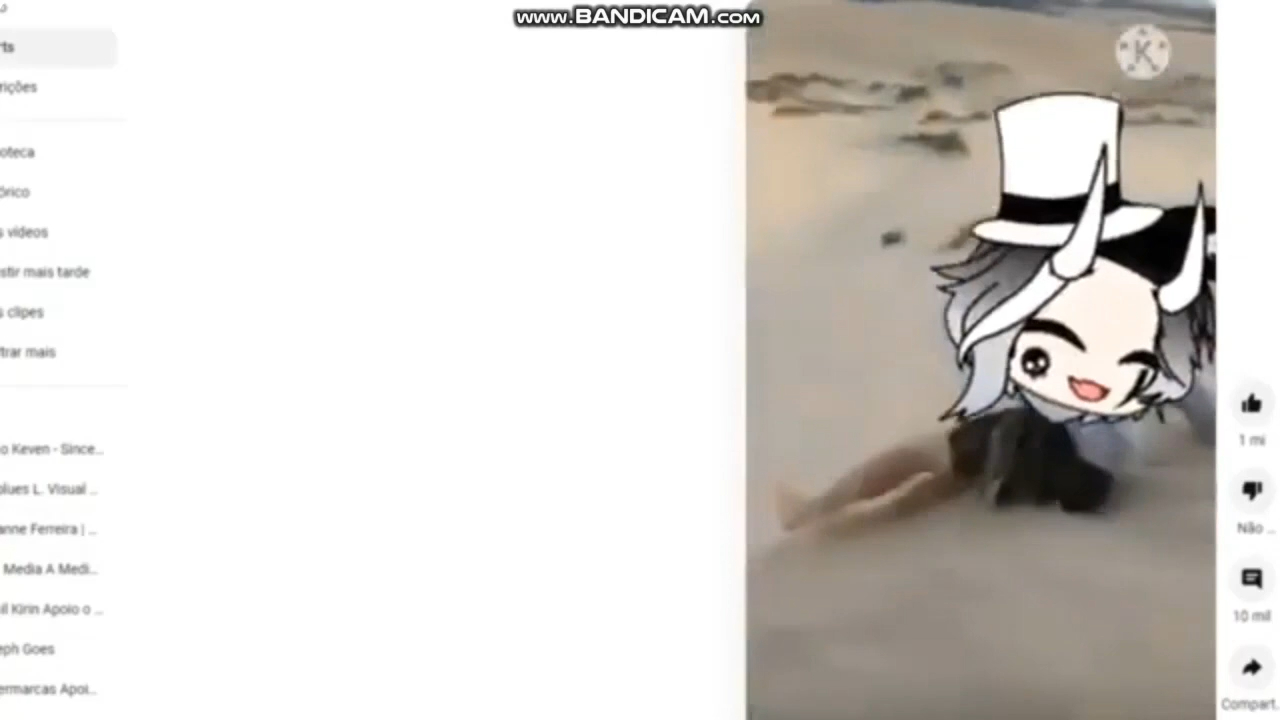 www.BANDICAM.com
K
rts
rições
oteca
órico
s vídeos
stir mais tarde
s clipes
trar mais
o Keven - Since...
blues L. Visual ...
anne Ferreira | ...
Media A Medi...
il Kirin Apoio o ...
eph Goes
ermarcas Apoi...
1 mi
Não ...
10 mil
Compart.